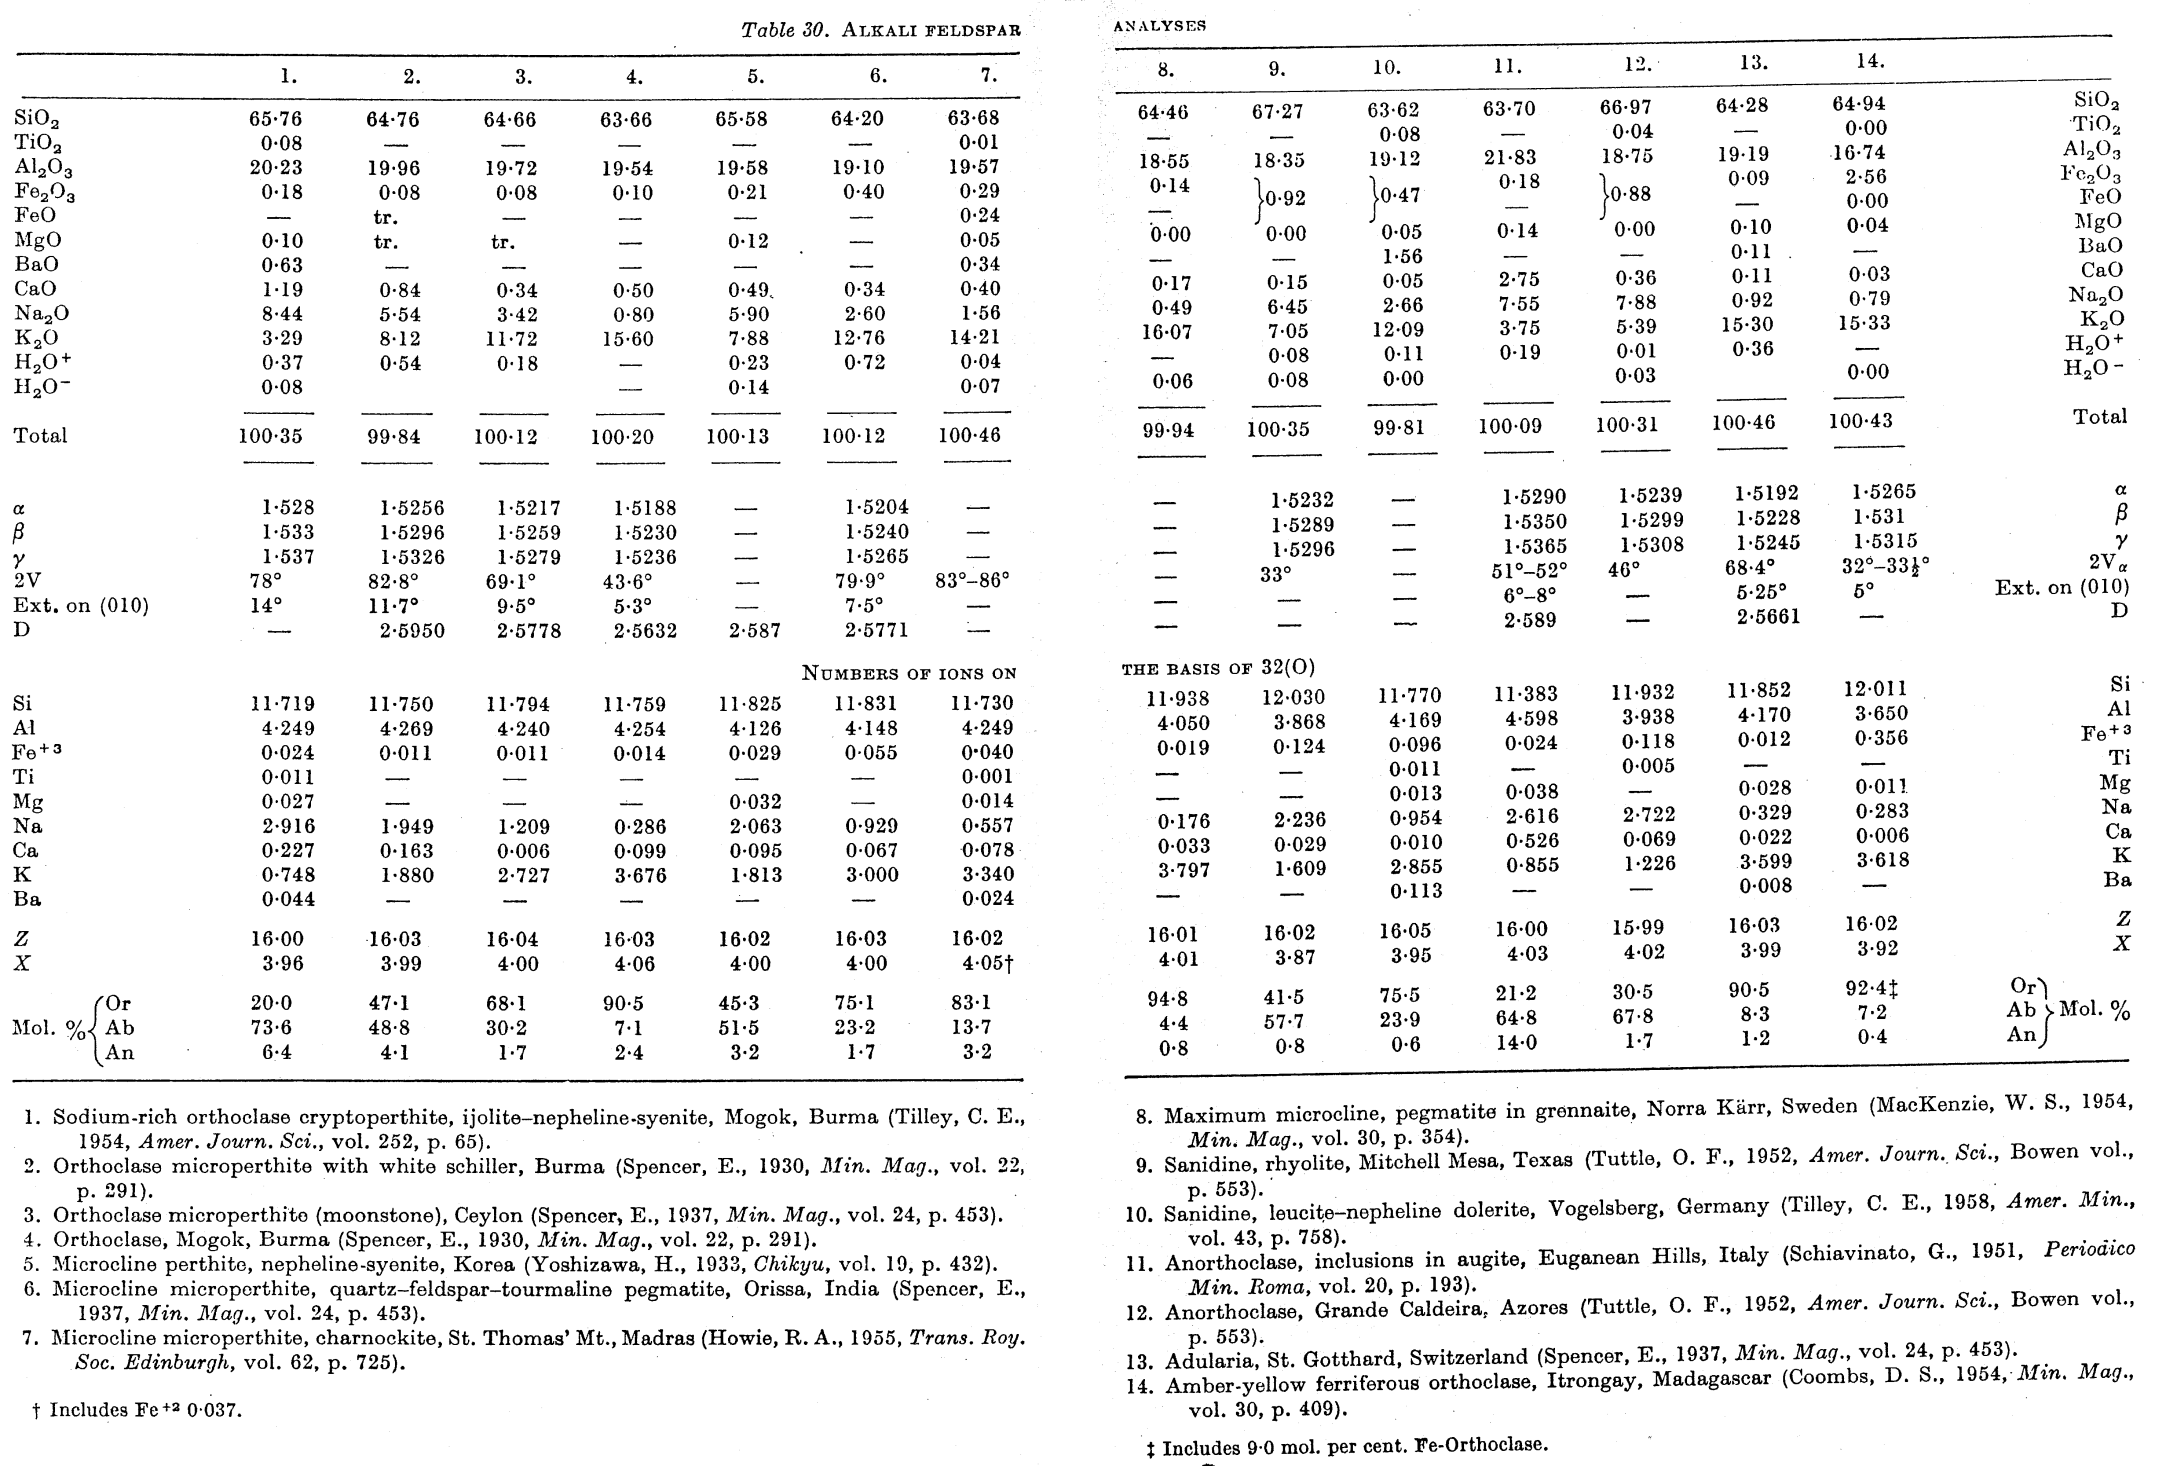 Table 30. ALKALI FELDSPAR
1. 2. 3. 4. 5. 6. 7.
SiO₂ 65·76 64·76 64·66 63·66 65·58 64·20 63·68
TiO₂ 0·08 — — — — — 0·01
Al₂O₃ 20·23 19·96 19·72 19·54 19·58 19·10 19·57
Fe₂O₃ 0·18 0·08 0·08 0·10 0·21 0·40 0·29
FeO — tr. — — — — 0·24
MgO 0·10 tr. tr. — 0·12 — 0·05
BaO 0·63 — — — — — 0·34
CaO 1·19 0·84 0·34 0·50 0·49 0·34 0·40
Na₂O 8·44 5·54 3·42 0·80 5·90 2·60 1·56
K₂O 3·29 8·12 11·72 15·60 7·88 12·76 14·21
H₂O⁺ 0·37 0·54 0·18 — 0·23 0·72 0·04
H₂O⁻ 0·08 — 0·14 0·07
Total 100·35 99·84 100·12 100·20 100·13 100·12 100·46
α 1·528 1·5256 1·5217 1·5188 — 1·5204 —
β 1·533 1·5296 1·5259 1·5230 — 1·5240 —
γ 1·537 1·5326 1·5279 1·5236 — 1·5265 —
2V 78° 82·8° 69·1° 43·6° — 79·9° 83°–86°
Ext. on (010) 14° 11·7° 9·5° 5·3° — 7·5° —
D — 2·5950 2·5778 2·5632 2·587 2·5771 —
NUMBERS OF IONS ON
Si 11·719 11·750 11·794 11·759 11·825 11·831 11·730
Al 4·249 4·269 4·240 4·254 4·126 4·148 4·249
Fe⁺³ 0·024 0·011 0·011 0·014 0·029 0·055 0·040
Ti 0·011 — — — — — 0·001
Mg 0·027 — — — 0·032 — 0·014
Na 2·916 1·949 1·209 0·286 2·063 0·929 0·557
Ca 0·227 0·163 0·006 0·099 0·095 0·067 0·078
K 0·748 1·880 2·727 3·676 1·813 3·000 3·340
Ba 0·044 — — — — — 0·024
Z 16·00 16·03 16·04 16·03 16·02 16·03 16·02
X 3·96 3·99 4·00 4·06 4·00 4·00 4·05†
Or 20·0 47·1 68·1 90·5 45·3 75·1 83·1
Mol. % Ab 73·6 48·8 30·2 7·1 51·5 23·2 13·7
An 6·4 4·1 1·7 2·4 3·2 1·7 3·2
1. Sodium-rich orthoclase cryptoperthite, ijolite–nepheline-syenite, Mogok, Burma (Tilley, C. E.,
1954, Amer. Journ. Sci., vol. 252, p. 65).
2. Orthoclase microperthite with white schiller, Burma (Spencer, E., 1930, Min. Mag., vol. 22,
p. 291).
3. Orthoclase microperthite (moonstone), Ceylon (Spencer, E., 1937, Min. Mag., vol. 24, p. 453).
4. Orthoclase, Mogok, Burma (Spencer, E., 1930, Min. Mag., vol. 22, p. 291).
5. Microcline perthite, nepheline-syenite, Korea (Yoshizawa, H., 1933, Chikyu, vol. 19, p. 432).
6. Microcline microperthite, quartz–feldspar–tourmaline pegmatite, Orissa, India (Spencer, E.,
1937, Min. Mag., vol. 24, p. 453).
7. Microcline microperthite, charnockite, St. Thomas' Mt., Madras (Howie, R. A., 1955, Trans. Roy.
Soc. Edinburgh, vol. 62, p. 725).
† Includes Fe⁺² 0·037.
ANALYSES
8. 9. 10. 11. 12. 13. 14.
64·46 67·27 63·62 63·70 66·97 64·28 64·94 SiO₂
— — 0·08 — 0·04 — 0·00 TiO₂
18·55 18·35 19·12 21·83 18·75 19·19 16·74 Al₂O₃
0·14 }0·92 }0·47 0·18 }0·88 0·09 2·56 Fe₂O₃
— — — 0·00 FeO
0·00 0·00 0·05 0·14 0·00 0·10 0·04 MgO
— — 1·56 — — 0·11 — BaO
0·17 0·15 0·05 2·75 0·36 0·11 0·03 CaO
0·49 6·45 2·66 7·55 7·88 0·92 0·79 Na₂O
16·07 7·05 12·09 3·75 5·39 15·30 15·33 K₂O
— 0·08 0·11 0·19 0·01 0·36 — H₂O⁺
0·06 0·08 0·00 0·03 0·00 H₂O⁻
99·94 100·35 99·81 100·09 100·31 100·46 100·43 Total
— 1·5232 — 1·5290 1·5239 1·5192 1·5265 α
— 1·5289 — 1·5350 1·5299 1·5228 1·531 β
— 1·5296 — 1·5365 1·5308 1·5245 1·5315 γ
— 33° — 51°–52° 46° 68·4° 32°–33½° 2Vα
— — — 6°–8° — 5·25° 5° Ext. on (010)
— — — 2·589 — 2·5661 — D
THE BASIS OF 32(O)
11·938 12·030 11·770 11·383 11·932 11·852 12·011 Si
4·050 3·868 4·169 4·598 3·938 4·170 3·650 Al
0·019 0·124 0·096 0·024 0·118 0·012 0·356 Fe⁺³
— — 0·011 — 0·005 — — Ti
— — 0·013 0·038 — 0·028 0·011 Mg
0·176 2·236 0·954 2·616 2·722 0·329 0·283 Na
0·033 0·029 0·010 0·526 0·069 0·022 0·006 Ca
3·797 1·609 2·855 0·855 1·226 3·599 3·618 K
— — 0·113 — — 0·008 — Ba
16·01 16·02 16·05 16·00 15·99 16·03 16·02 Z
4·01 3·87 3·95 4·03 4·02 3·99 3·92 X
94·8 41·5 75·5 21·2 30·5 90·5 92·4‡ Or
4·4 57·7 23·9 64·8 67·8 8·3 7·2 Ab Mol. %
0·8 0·8 0·6 14·0 1·7 1·2 0·4 An
8. Maximum microcline, pegmatite in grennaite, Norra Kärr, Sweden (MacKenzie, W. S., 1954,
Min. Mag., vol. 30, p. 354).
9. Sanidine, rhyolite, Mitchell Mesa, Texas (Tuttle, O. F., 1952, Amer. Journ. Sci., Bowen vol.,
p. 553).
10. Sanidine, leucite–nepheline dolerite, Vogelsberg, Germany (Tilley, C. E., 1958, Amer. Min.,
vol. 43, p. 758).
11. Anorthoclase, inclusions in augite, Euganean Hills, Italy (Schiavinato, G., 1951, Periodico
Min. Roma, vol. 20, p. 193).
12. Anorthoclase, Grande Caldeira, Azores (Tuttle, O. F., 1952, Amer. Journ. Sci., Bowen vol.,
p. 553).
13. Adularia, St. Gotthard, Switzerland (Spencer, E., 1937, Min. Mag., vol. 24, p. 453).
14. Amber-yellow ferriferous orthoclase, Itrongay, Madagascar (Coombs, D. S., 1954, Min. Mag.,
vol. 30, p. 409).
‡ Includes 9·0 mol. per cent. Fe-Orthoclase.